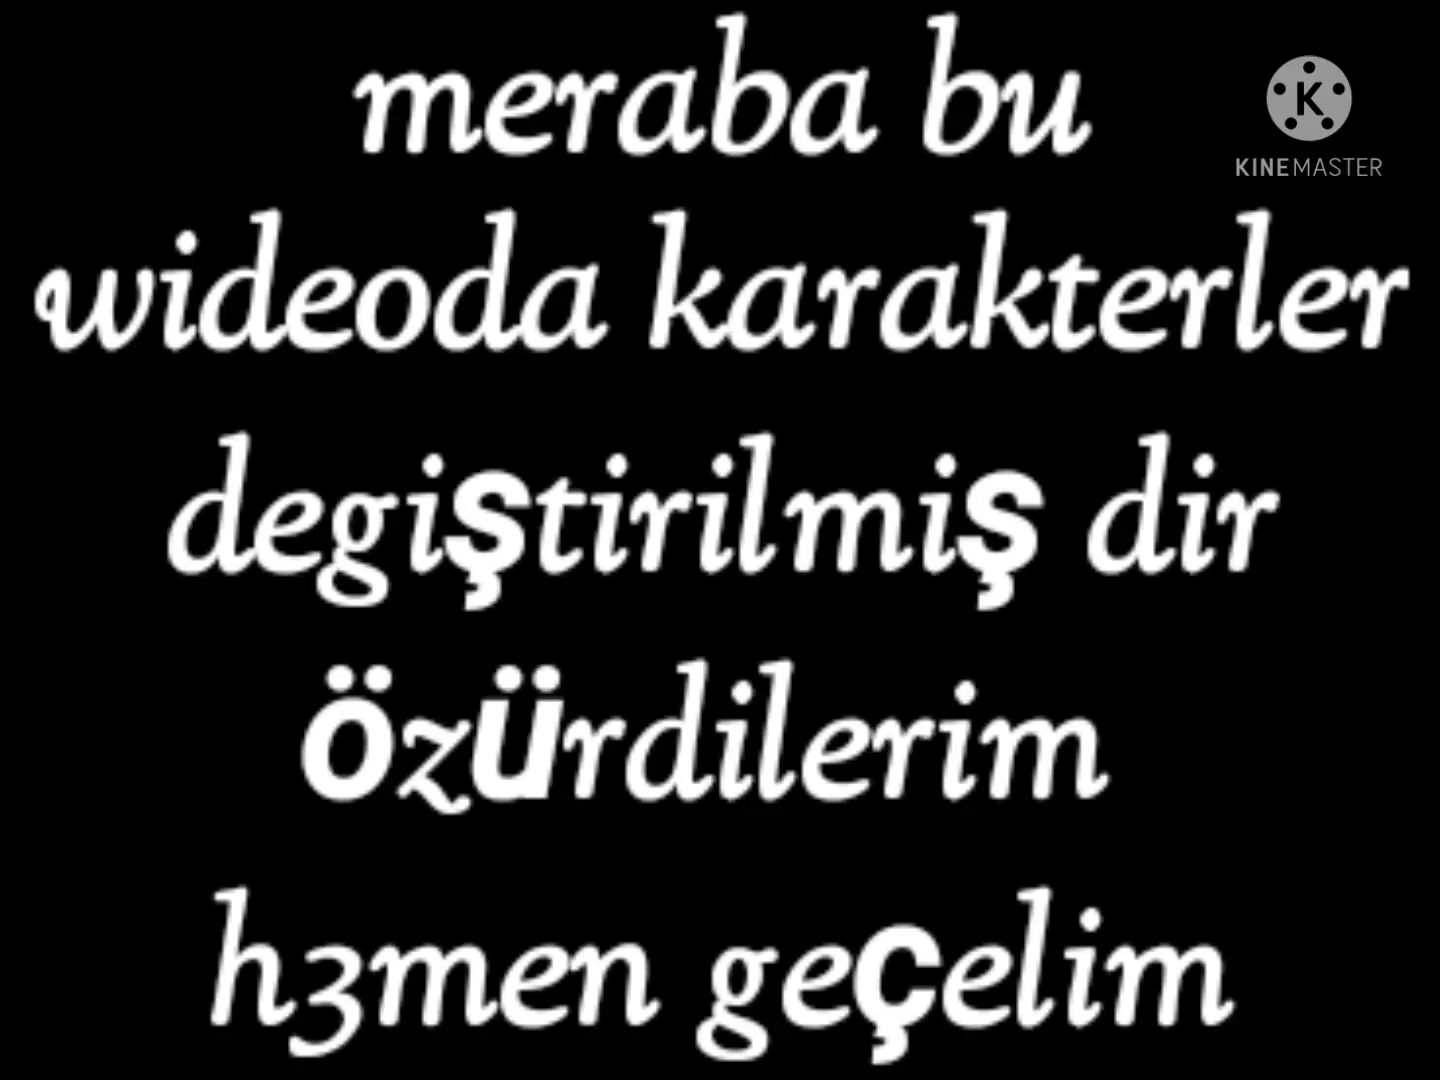 meraba bu
KINEMASTER
wideoda karakterler
degiştirilmiş dir
özürdilerim
h3men geçelim